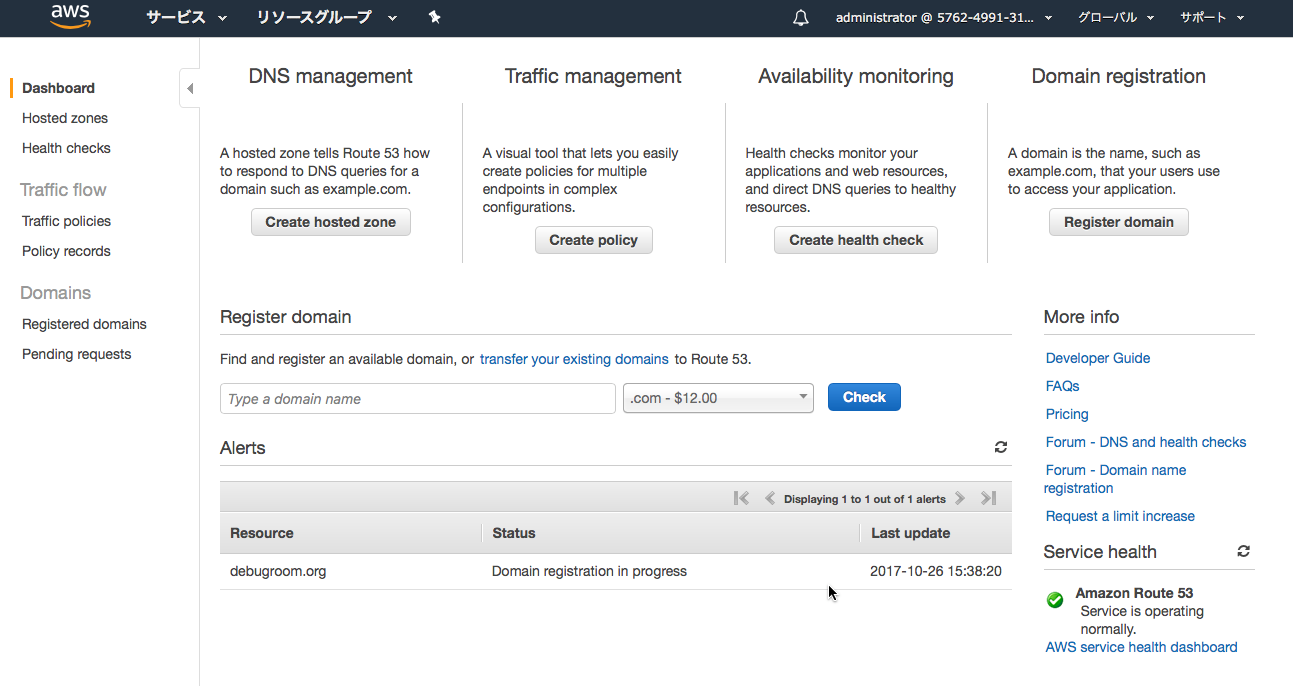 aws
サービス
リソースグループ
administrator @ 5762-4991-31...
グローバル
サポート
Dashboard
Hosted zones
Health checks
Traffic flow
Traffic policies
Policy records
Domains
Registered domains
Pending requests
DNS management
A hosted zone tells Route 53 how
to respond to DNS queries for a
domain such as example.com.
Create hosted zone
Traffic management
A visual tool that lets you easily
create policies for multiple
endpoints in complex
configurations.
Create policy
Availability monitoring
Health checks monitor your
applications and web resources,
and direct DNS queries to healthy
resources.
Create health check
Domain registration
A domain is the name, such as
example.com, that your users use
to access your application.
Register domain
Register domain
Find and register an available domain, or transfer your existing domains to Route 53.
Type a domain name
.com - $12.00
Check
Alerts
Displaying 1 to 1 out of 1 alerts
Resource Status Last update
debugroom.org Domain registration in progress 2017-10-26 15:38:20
More info
Developer Guide
FAQs
Pricing
Forum - DNS and health checks
Forum - Domain name
registration
Request a limit increase
Service health
Amazon Route 53
Service is operating
normally.
AWS service health dashboard